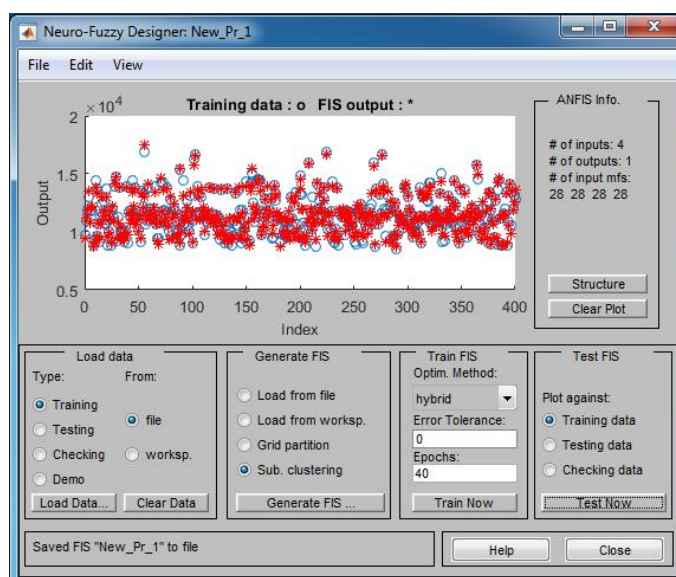 Neuro-Fuzzy Designer: New_Pr_1
File Edit View
Training data : o FIS output : *
× 10^4
2
1.5
1
0.5
Output
0 50 100 150 200 250 300 350 400
Index
ANFIS Info.
# of inputs: 4
# of outputs: 1
# of input mfs:
28 28 28 28
Structure
Clear Plot
Load data
Type: From:
Training
file
Testing
Checking
worksp.
Demo
Load Data... Clear Data
Generate FIS
Load from file
Load from worksp.
Grid partition
Sub. clustering
Generate FIS ...
Train FIS
Optim. Method:
hybrid
Error Tolerance:
0
Epochs:
40
Train Now
Test FIS
Plot against:
Training data
Testing data
Checking data
Test Now
Saved FIS "New_Pr_1" to file
Help Close